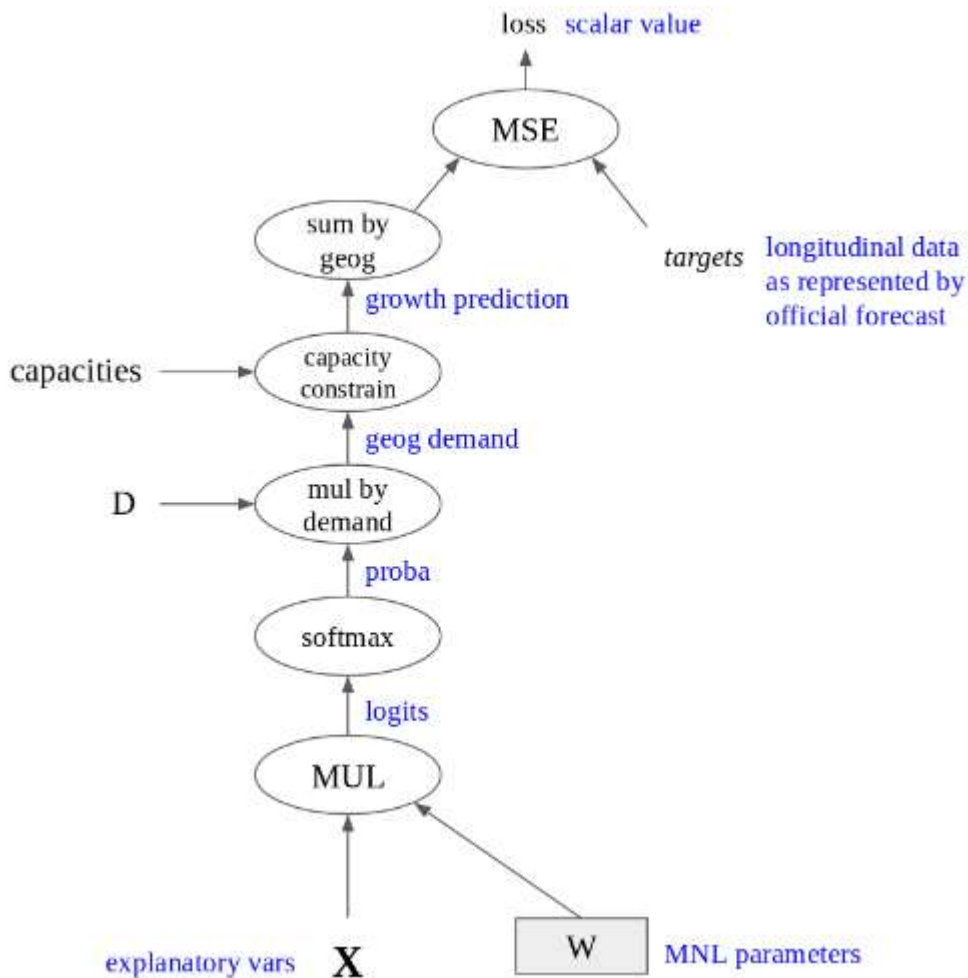 loss scalar value
MSE
sum by
geog
targets
longitudinal data
as represented by
official forecast
growth prediction
capacities
capacity
constrain
geog demand
D
mul by
demand
proba
softmax
logits
MUL
explanatory vars
X
W
MNL parameters